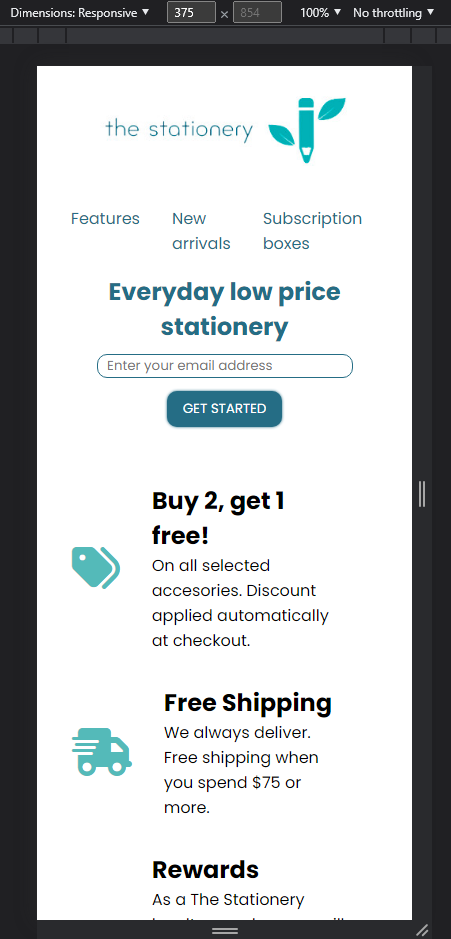 Dimensions: Responsive 375 × 854 100% No throttling
the stationery
Features New arrivals Subscription boxes
Everyday low price
stationery
Enter your email address
GET STARTED
Buy 2, get 1
free!
On all selected
accesories. Discount
applied automatically
at checkout.
Free Shipping
We always deliver.
Free shipping when
you spend $75 or
more.
Rewards
As a The Stationery